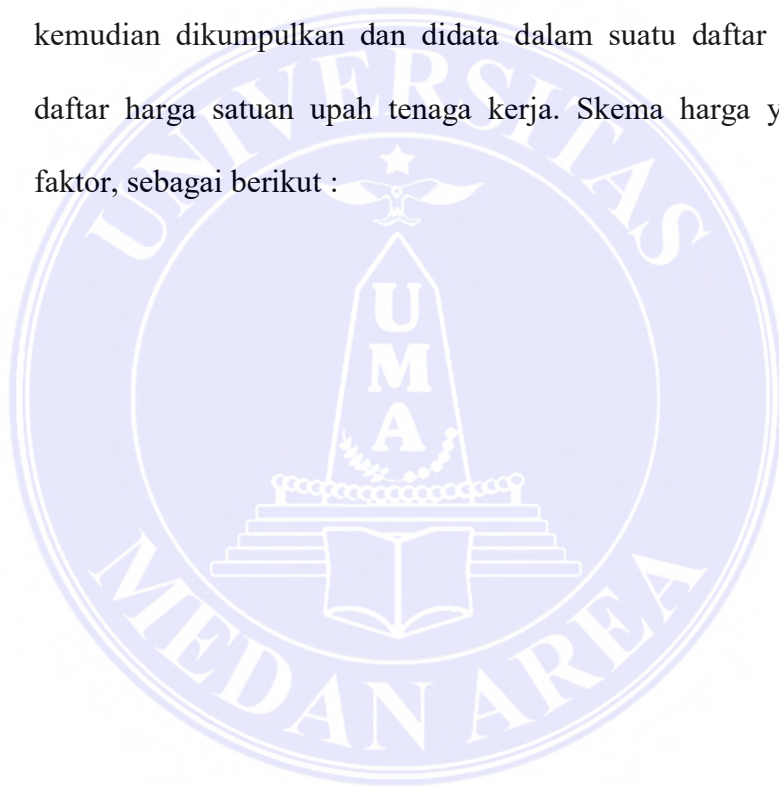 kemudian dikumpulkan dan didata dalam suatu daftar
daftar harga satuan upah tenaga kerja. Skema harga
faktor, sebagai berikut :
UNIVERSITAS
UMA
MEDAN AREA